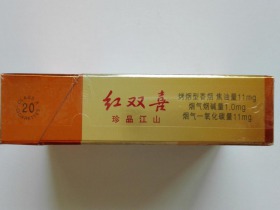 20
红双喜
珍品江山
烤烟型香烟 焦油量11mg
烟气烟碱量1.0mg
烟气一氧化碳量11mg